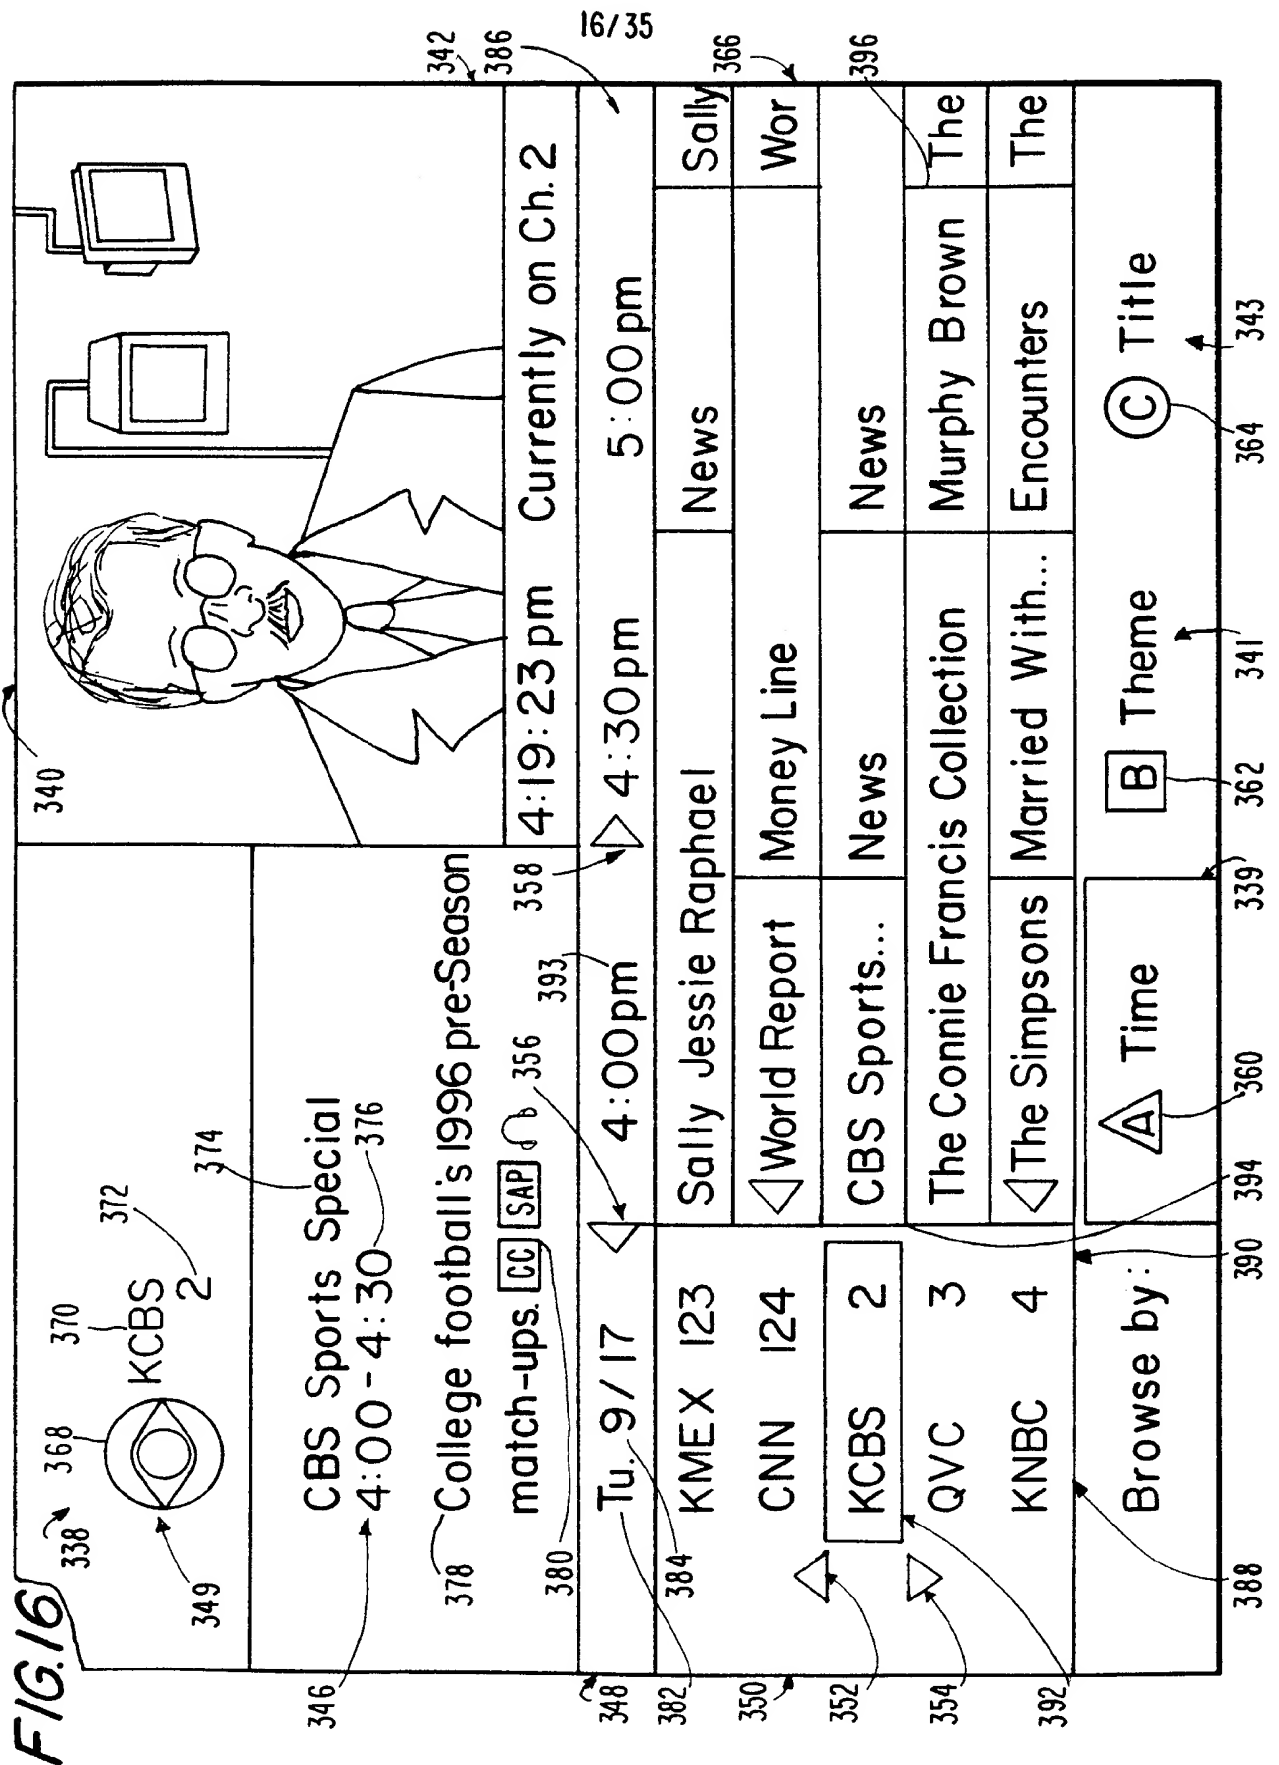 16/35
FIG.16
338
340
342
386
349
368
370
KCBS
372
2
374
346
CBS Sports Special
4:00 - 4:30
376
378
College football's 1996 pre-Season
match-ups. CC SAP
380
356
393
358
4:19:23pm Currently on Ch. 2
348
Tu. 9/17 4:00pm 4:30pm 5:00pm
382
384
366
396
KMEX 123 Sally Jessie Raphael News Sally
350
CNN 124 World Report Money Line Wor
352
KCBS 2 CBS Sports... News News
354
QVC 3 The Connie Francis Collection Murphy Brown The
392
KNBC 4 The Simpsons Married With... Encounters The
Browse by: A Time B Theme C Title
388
390
394
360
339
362
341
364
343